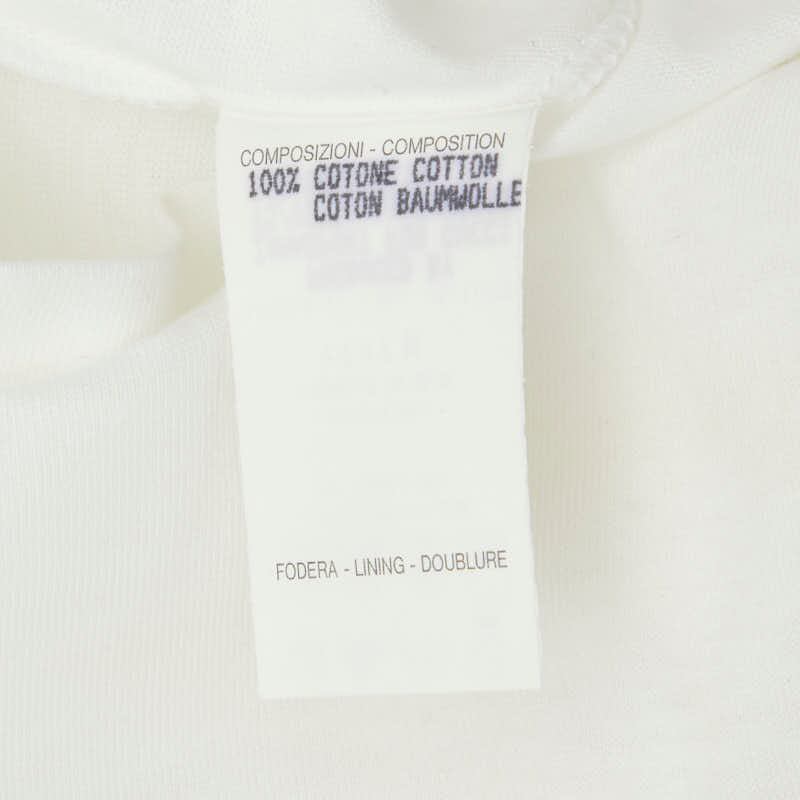 COMPOSIZIONI - COMPOSITION
100% COTONE COTTON
COTON BAUMWOLLE
FODERA - LINING - DOUBLURE